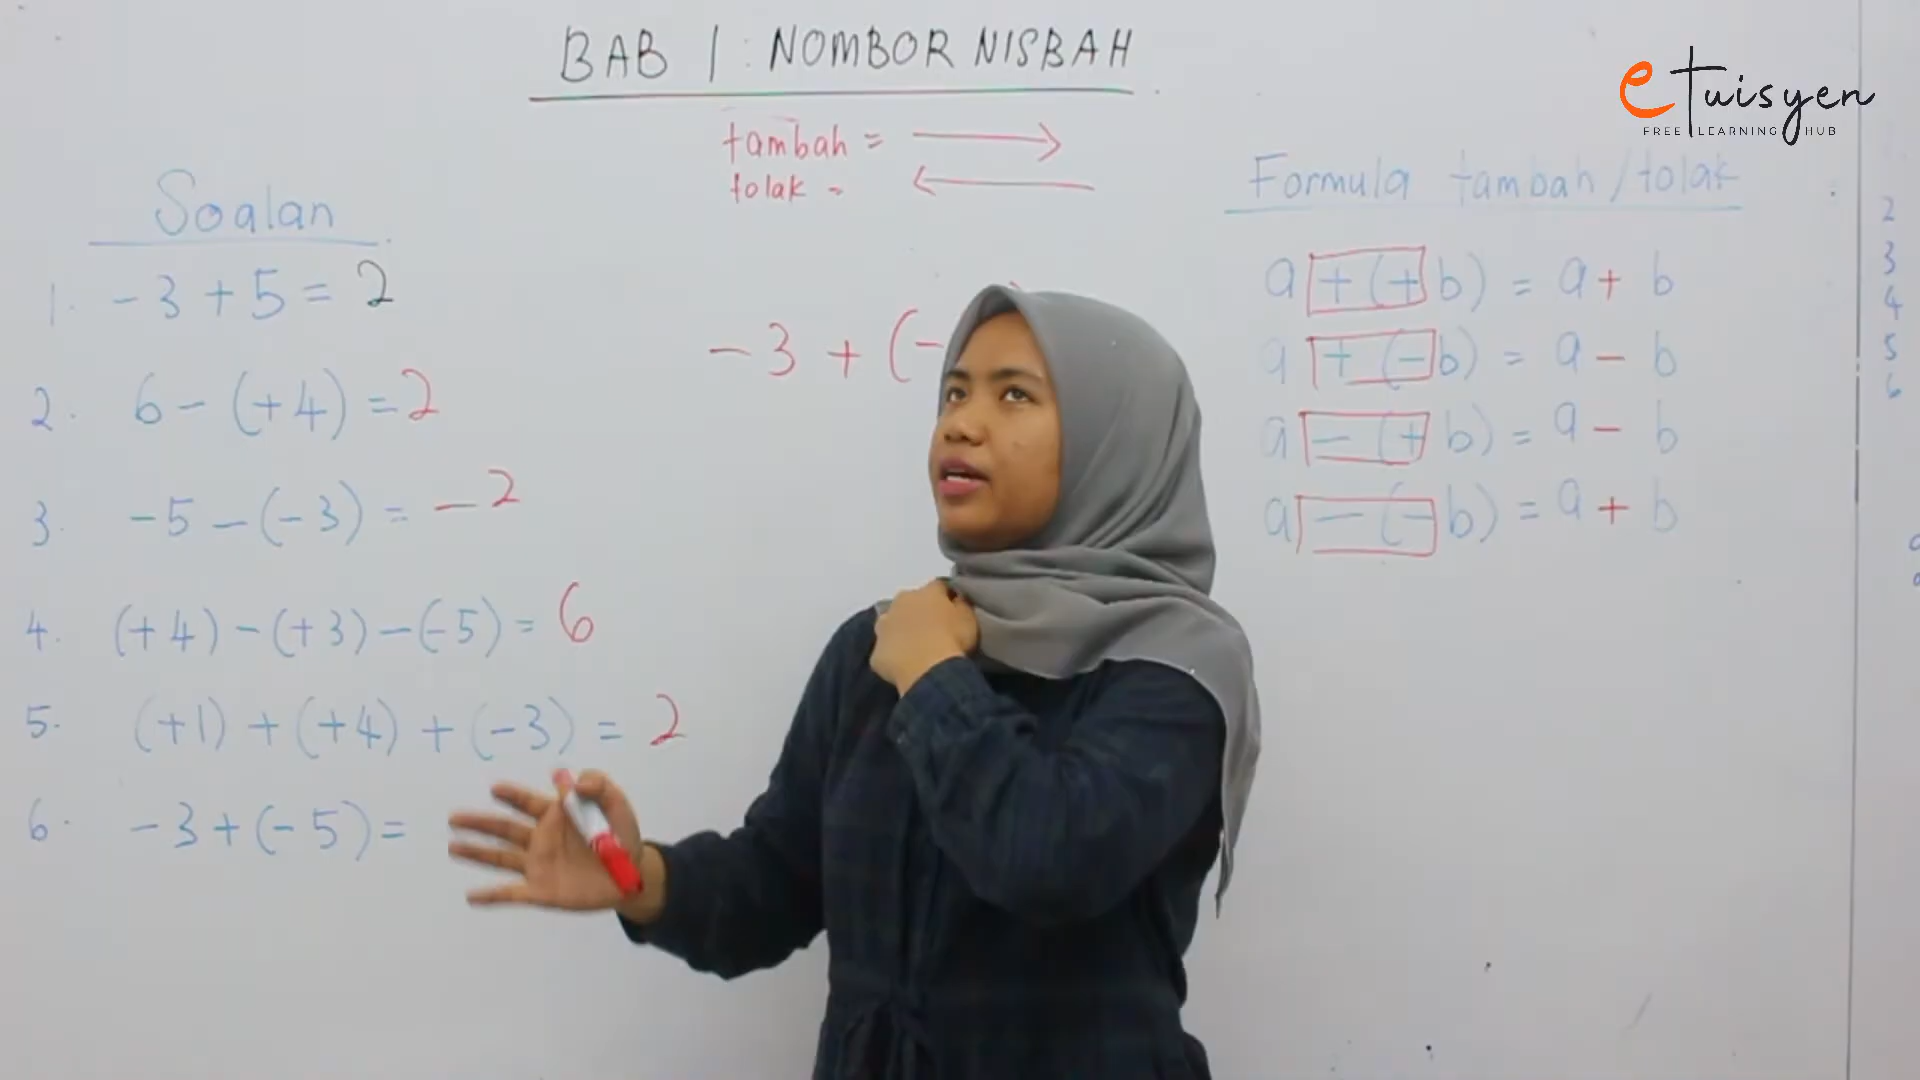 BAB 1 : NOMBOR NISBAH
eTuisyen
FREE LEARNING HUB
tambah = →
tolak = ←
Soalan
1. -3 + 5 = 2
2. 6 - (+4) = 2
3. -5 - (-3) = -2
4. (+4) - (+3) - (-5) = 6
5. (+1) + (+4) + (-3) = 2
6. -3 + (-5) =
-3 + (-
Formula tambah / tolak
a + (+b) = a + b
a + (-b) = a - b
a - (+b) = a - b
a - (-b) = a + b
2
3
4
5
6